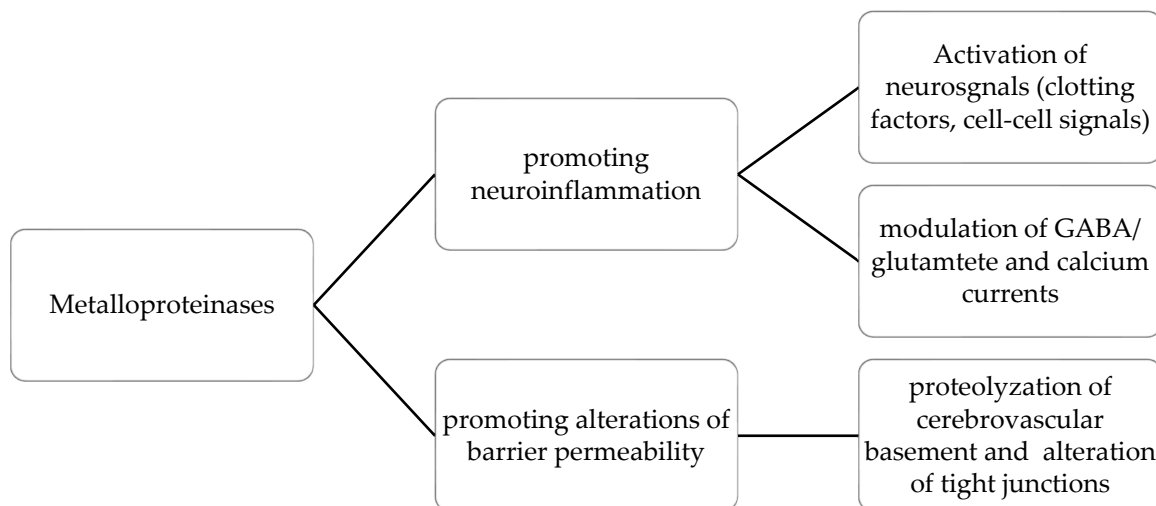 Metalloproteinases
promoting
neuroinflammation
promoting alterations of
barrier permeability
Activation of
neurosgnals (clotting
factors, cell-cell signals)
modulation of GABA/
glutamtete and calcium
currents
proteolyzation of
cerebrovascular
basement and alteration
of tight junctions